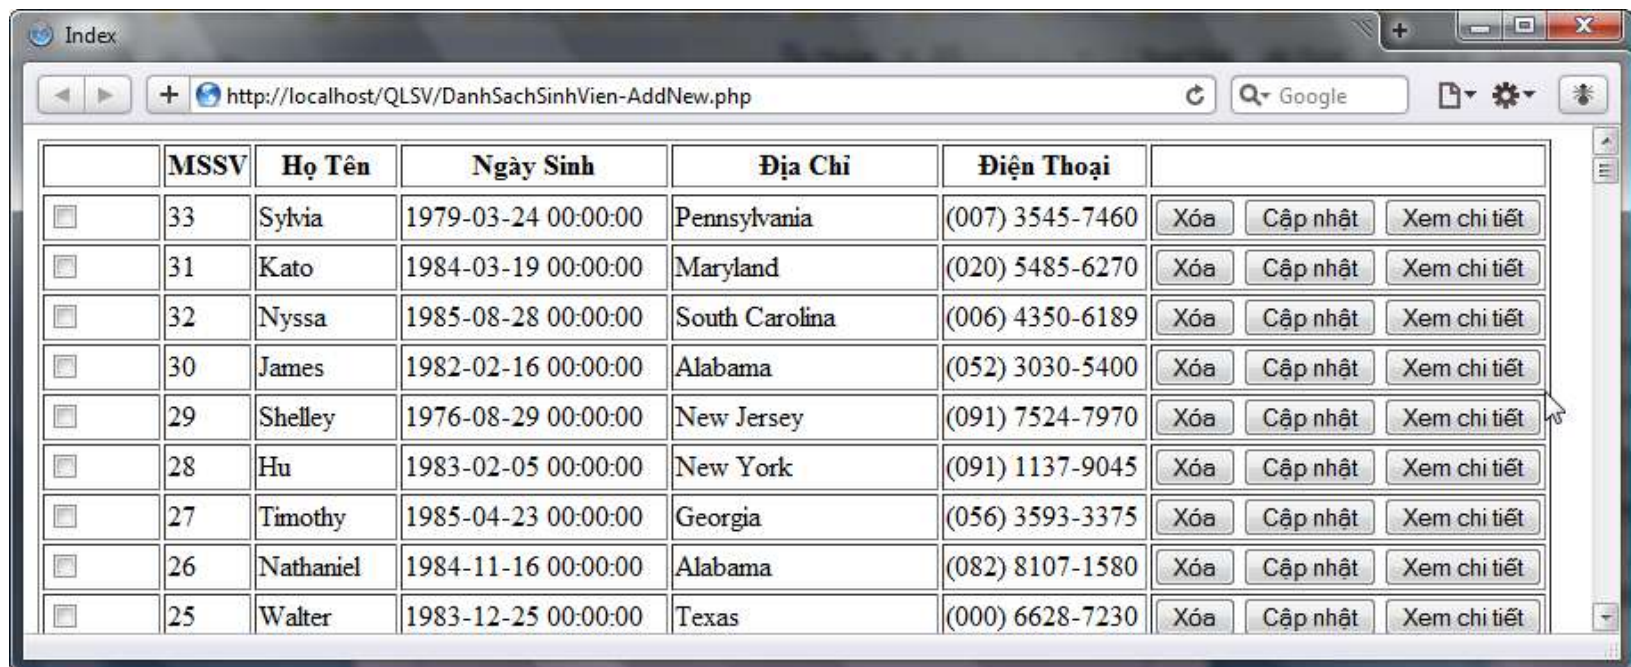 Index
http://localhost/QLSV/DanhSachSinhVien-AddNew.php Google
MSSV Họ Tên Ngày Sinh Địa Chỉ Điện Thoại
33 Sylvia 1979-03-24 00:00:00 Pennsylvania (007) 3545-7460 Xóa Cập nhật Xem chi tiết
31 Kato 1984-03-19 00:00:00 Maryland (020) 5485-6270 Xóa Cập nhật Xem chi tiết
32 Nyssa 1985-08-28 00:00:00 South Carolina (006) 4350-6189 Xóa Cập nhật Xem chi tiết
30 James 1982-02-16 00:00:00 Alabama (052) 3030-5400 Xóa Cập nhật Xem chi tiết
29 Shelley 1976-08-29 00:00:00 New Jersey (091) 7524-7970 Xóa Cập nhật Xem chi tiết
28 Hu 1983-02-05 00:00:00 New York (091) 1137-9045 Xóa Cập nhật Xem chi tiết
27 Timothy 1985-04-23 00:00:00 Georgia (056) 3593-3375 Xóa Cập nhật Xem chi tiết
26 Nathaniel 1984-11-16 00:00:00 Alabama (082) 8107-1580 Xóa Cập nhật Xem chi tiết
25 Walter 1983-12-25 00:00:00 Texas (000) 6628-7230 Xóa Cập nhật Xem chi tiết